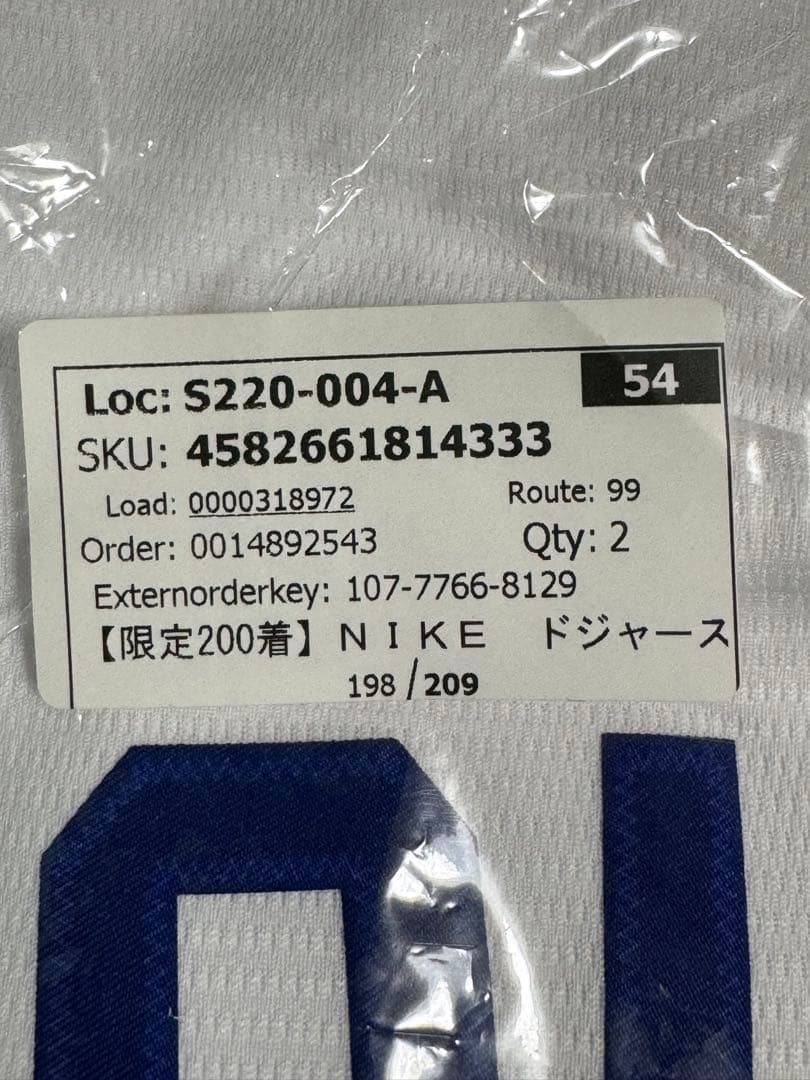 Loc: S220-004-A 54
SKU: 4582661814333
Load: 0000318972 Route: 99
Order: 0014892543 Qty: 2
Externorderkey: 107-7766-8129
【限定200着】ＮＩＫＥ　ドジャース
198 / 209